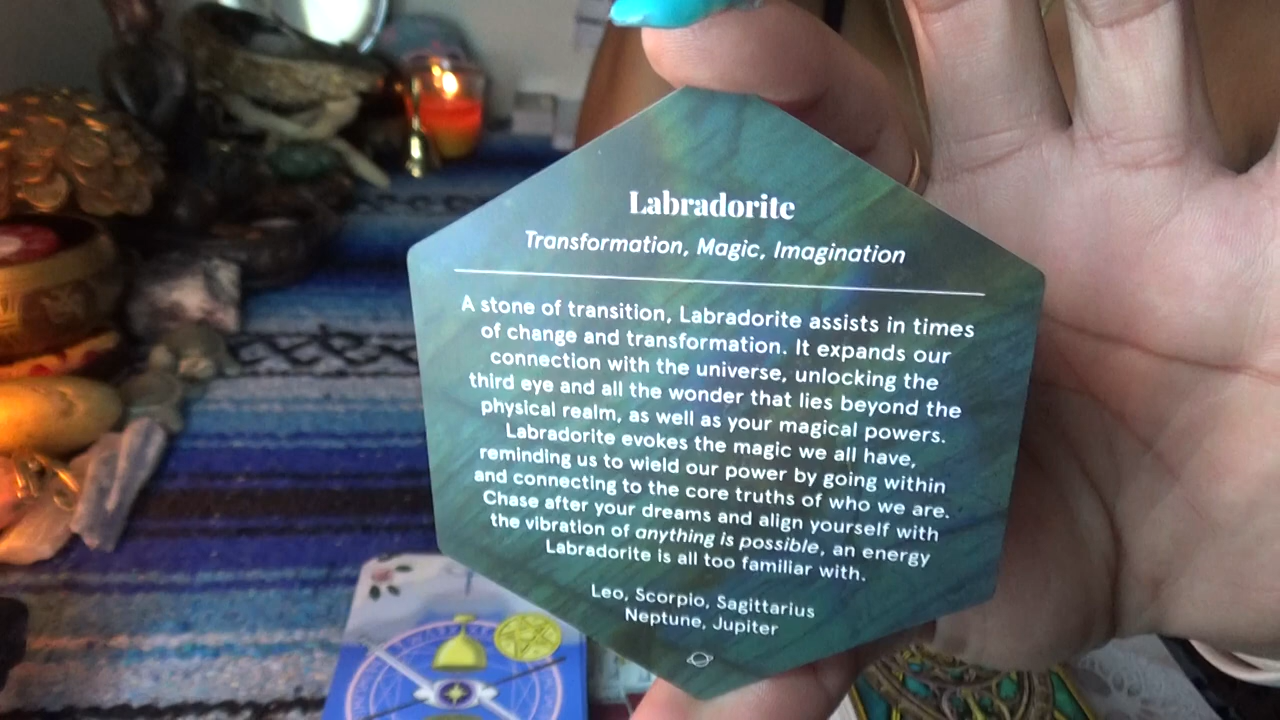 Labradorite
Transformation, Magic, Imagination
A stone of transition, Labradorite assists in times
of change and transformation. It expands our
connection with the universe, unlocking the
third eye and all the wonder that lies beyond the
physical realm, as well as your magical powers.
Labradorite evokes the magic we all have,
reminding us to wield our power by going within
and connecting to the core truths of who we are.
Chase after your dreams and align yourself with
the vibration of anything is possible, an energy
Labradorite is all too familiar with.
Leo, Scorpio, Sagittarius
Neptune, Jupiter